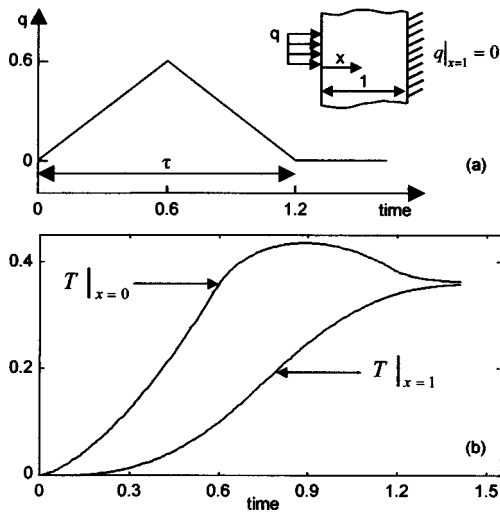 q
0.6
0
τ
0 0.6 1.2
time
(a)
q
x
1
q|x=1 = 0
0.4
0.2
0
T|x=0
T|x=1
(b)
0 0.3 0.6 0.9 1.2 1.5
time